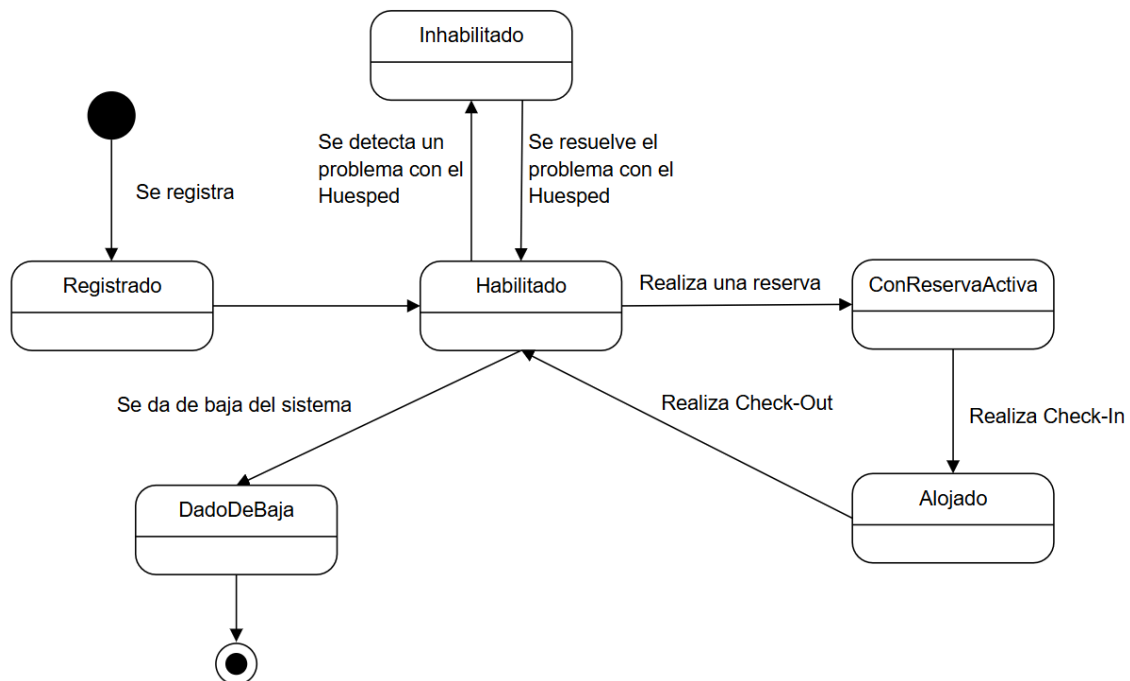 Inhabilitado
Se detecta un
problema con el
Huesped
Se resuelve el
problema con el
Huesped
Se registra
Registrado
Habilitado
Realiza una reserva
ConReservaActiva
Se da de baja del sistema
Realiza Check-Out
Realiza Check-In
DadoDeBaja
Alojado